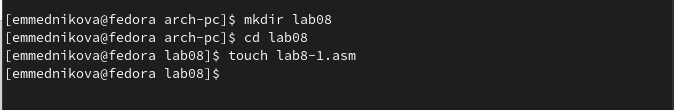 [emmednikova@fedora arch-pc]$ mkdir lab08
[emmednikova@fedora arch-pc]$ cd lab08
[emmednikova@fedora lab08]$ touch lab8-1.asm
[emmednikova@fedora lab08]$